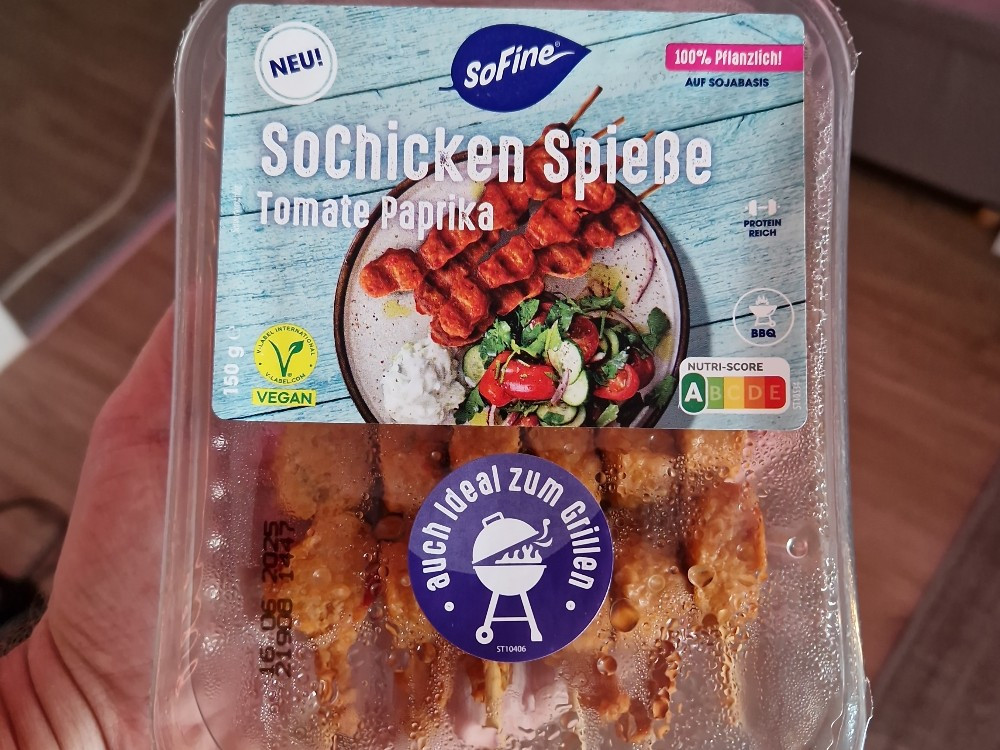 NEU!
SoFine®
100% Pflanzlich!
AUF SOJABASIS
SoChicken Spieße
Tomate Paprika
PROTEIN
REICH
BBQ
150 g e
V-LABEL INTERNATIONAL
V-LABEL.COM
VEGAN
NUTRI-SCORE
A B C D E
auch Ideal zum Grillen
ST10406
16 06 2025
21908 1447